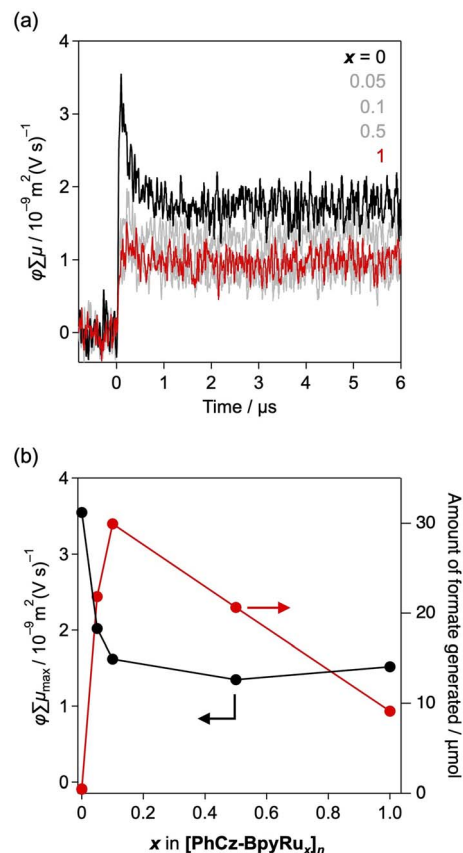 (a)
4
3
2
1
0
φ∑μ / 10⁻⁹ m² (V s)⁻¹
x = 0
0.05
0.1
0.5
1
0 1 2 3 4 5 6
Time / μs
(b)
4
3
2
1
0
φ∑μmax / 10⁻⁹ m² (V s)⁻¹
30
20
10
0
Amount of formate generated / μmol
0 0.2 0.4 0.6 0.8 1.0
x in [PhCz-BpyRux]n